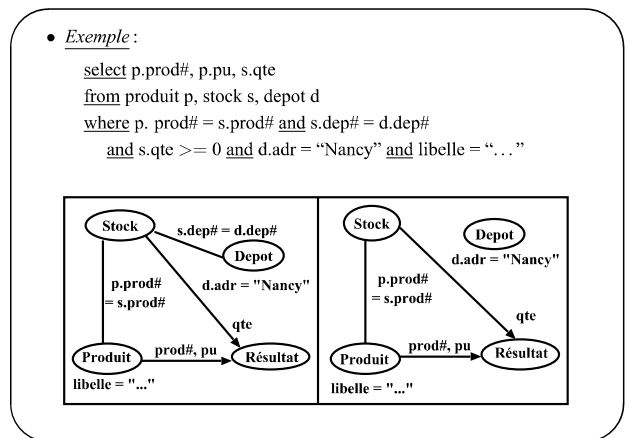 • Exemple :
select p.prod#, p.pu, s.qte
from produit p, stock s, depot d
where p. prod# = s.prod# and s.dep# = d.dep#
and s.qte >= 0 and d.adr = “Nancy” and libelle = “...”
Stock
s.dep# = d.dep#
Depot
d.adr = "Nancy"
p.prod#
= s.prod#
qte
Produit
prod#, pu
Résultat
libelle = "..."
Stock
Depot
d.adr = "Nancy"
p.prod#
= s.prod#
qte
Produit
prod#, pu
Résultat
libelle = "..."